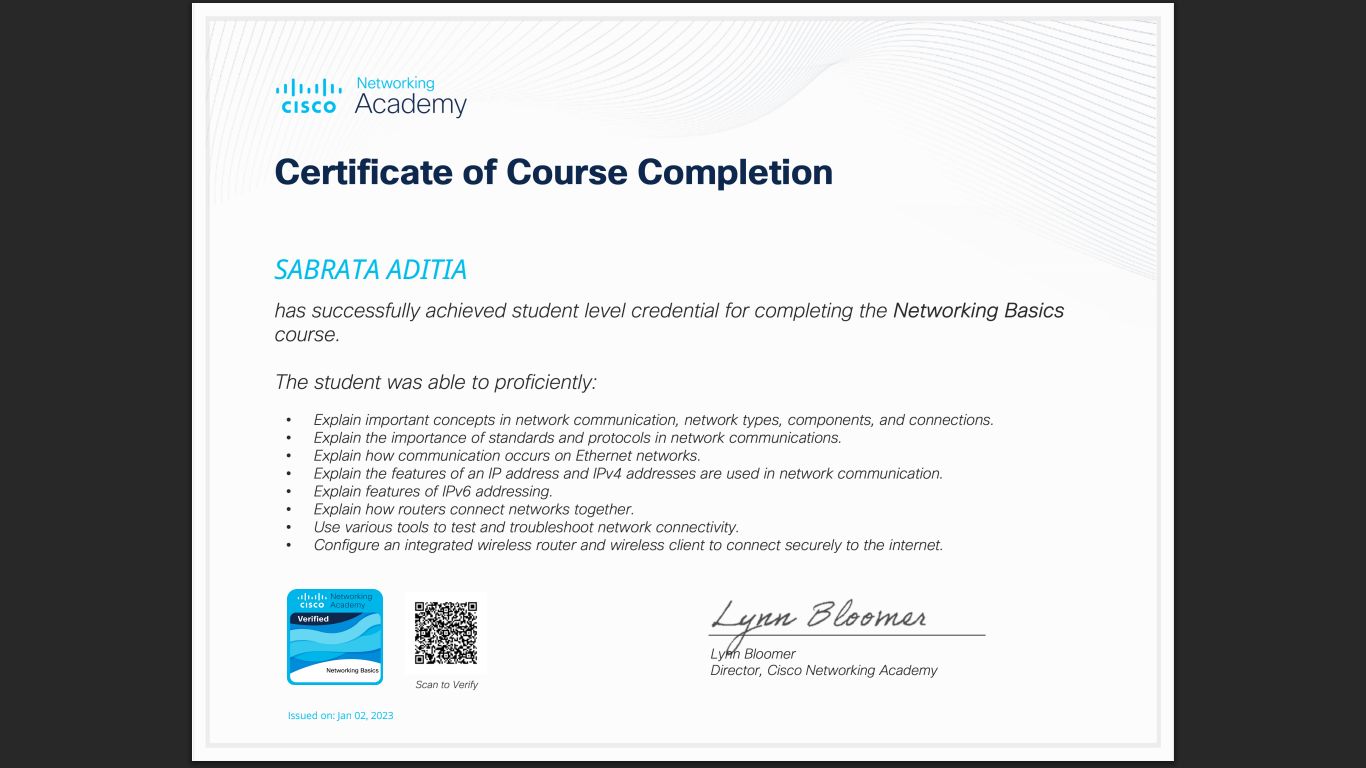 Networking
CISCO Academy
Certificate of Course Completion
SABRATA ADITIA
has successfully achieved student level credential for completing the Networking Basics
course.
The student was able to proficiently:
• Explain important concepts in network communication, network types, components, and connections.
• Explain the importance of standards and protocols in network communications.
• Explain how communication occurs on Ethernet networks.
• Explain the features of an IP address and IPv4 addresses are used in network communication.
• Explain features of IPv6 addressing.
• Explain how routers connect networks together.
• Use various tools to test and troubleshoot network connectivity.
• Configure an integrated wireless router and wireless client to connect securely to the internet.
Networking
CISCO Academy
Verified
Networking Basics
Scan to Verify
Lynn Bloomer
Lynn Bloomer
Director, Cisco Networking Academy
Issued on: Jan 02, 2023